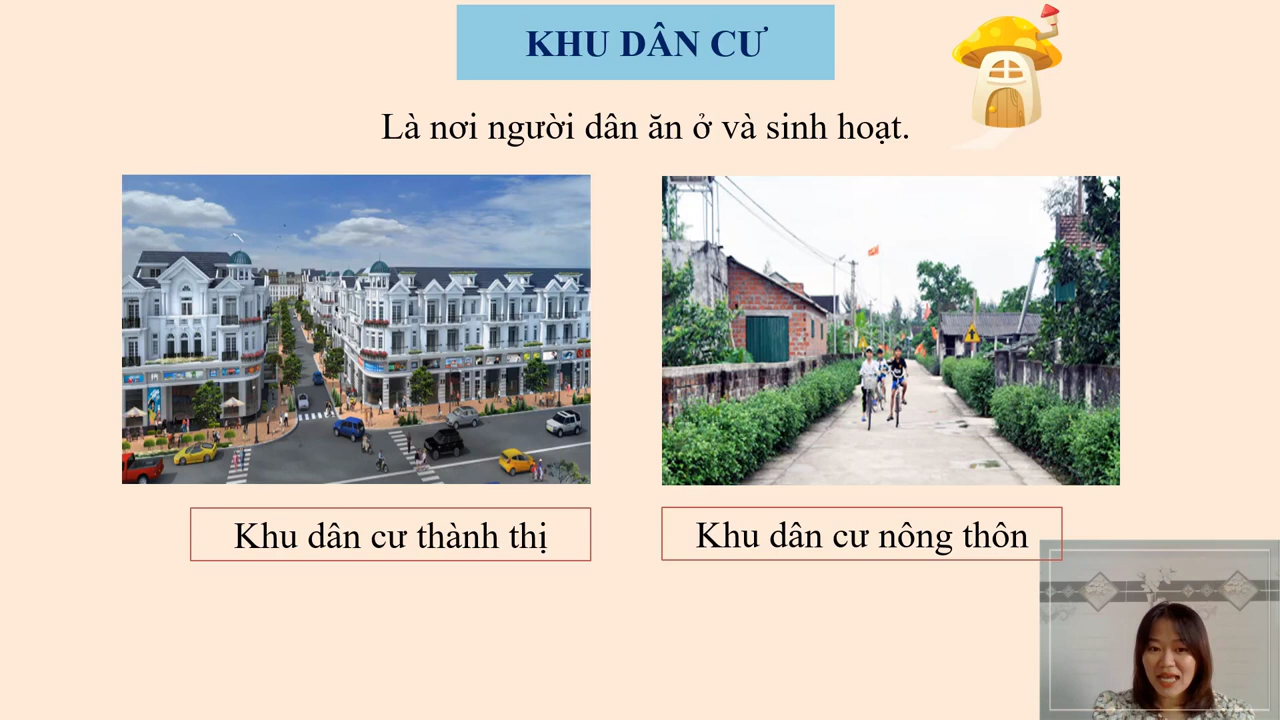 KHU DÂN CƯ
Là nơi người dân ăn ở và sinh hoạt.
Khu dân cư thành thị
Khu dân cư nông thôn